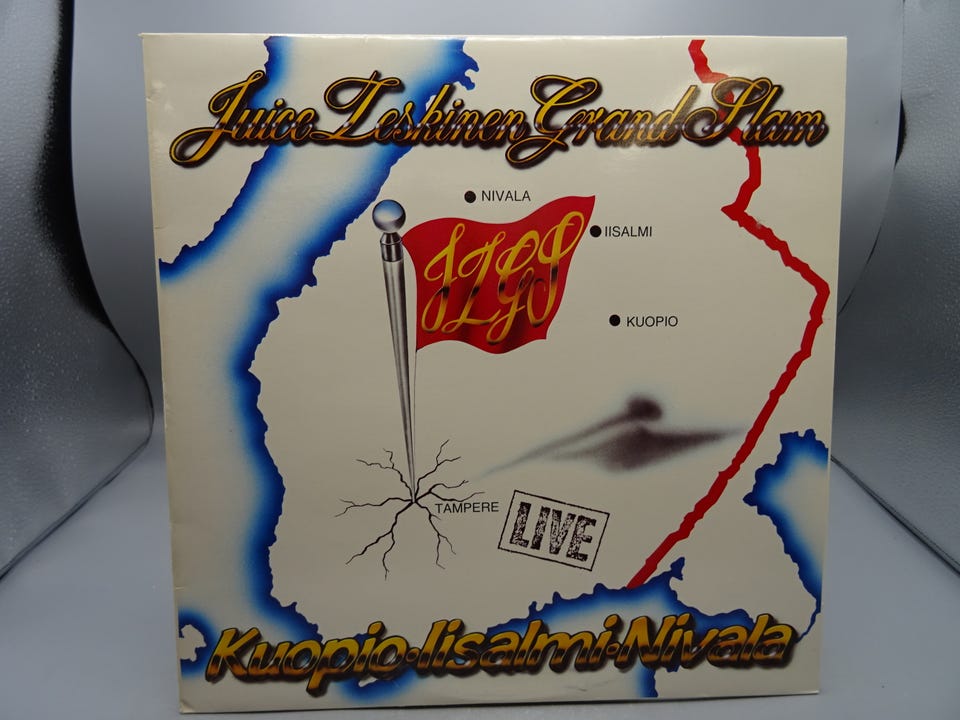 Juice Leskinen Grand Slam
NIVALA
IISALMI
JLGS
KUOPIO
TAMPERE
LIVE
Kuopio·Iisalmi·Nivala